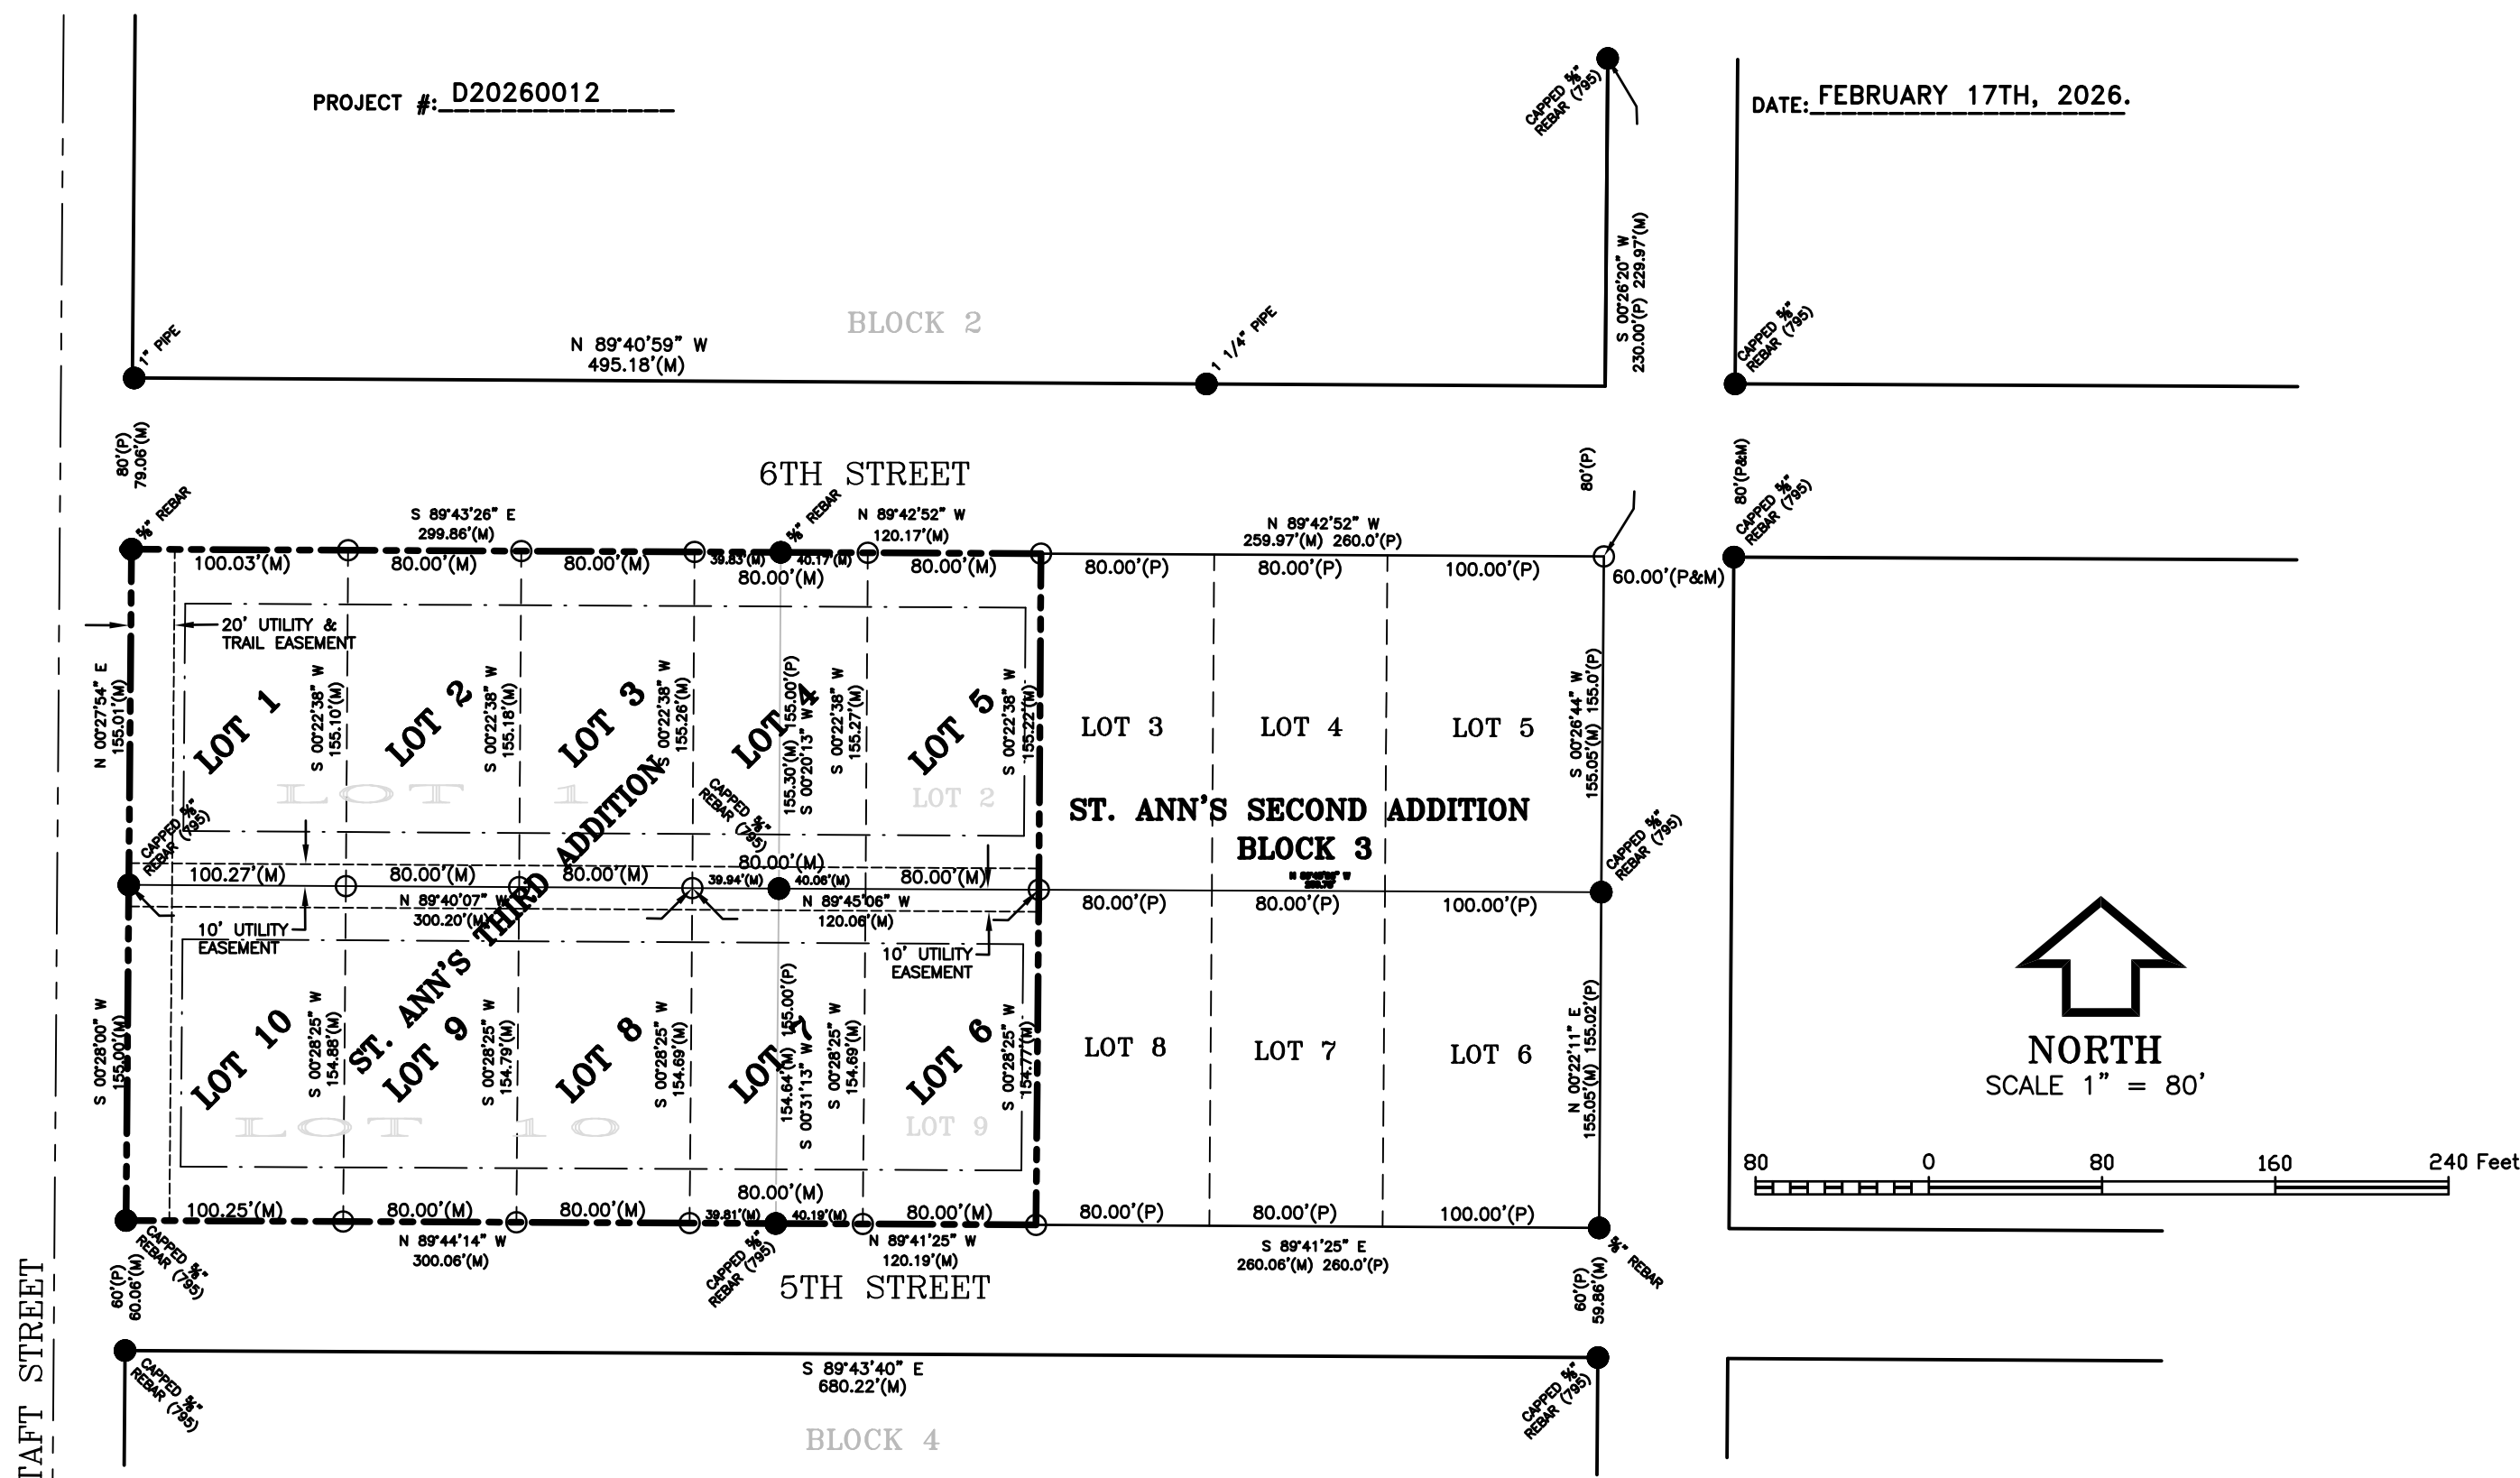 PROJECT #: D20260012
DATE: FEBRUARY 17TH, 2026.
CAPPED ⅝"
REBAR (795)
S 00°26'20" W
230.00'(P) 229.97'(M)
BLOCK 2
N 89°40'59" W
495.18'(M)
1" PIPE
1 1/4" PIPE
CAPPED ⅝"
REBAR (795)
80'(P)
79.06'(M)
6TH STREET
80'(P)
80'(P&M)
CAPPED ⅝"
REBAR (795)
⅝" REBAR
S 89°43'26" E
299.86'(M)
⅝" REBAR
N 89°42'52" W
120.17'(M)
N 89°42'52" W
259.97'(M) 260.0'(P)
100.03'(M)
80.00'(M)
80.00'(M)
39.83'(M)
40.17'(M)
80.00'(M)
80.00'(M)
80.00'(P)
80.00'(P)
100.00'(P)
60.00'(P&M)
20' UTILITY &
TRAIL EASEMENT
N 00°27'54" E
155.01'(M)
LOT 1
S 00°22'38" W
155.10'(M)
LOT 2
S 00°22'38" W
155.18'(M)
LOT 3
S 00°22'38" W
155.26'(M)
LOT 4
155.30'(M) 155.00'(P)
S 00°20'13" W
S 00°22'38" W
155.27'(M)
LOT 5
S 00°22'38" W
155.22'(M)
LOT 3
LOT 4
LOT 5
S 00°26'44" W
155.05'(M) 155.0'(P)
LOT 1
LOT 2
ST. ANN'S SECOND ADDITION
BLOCK 3
CAPPED ⅝"
REBAR (795)
CAPPED ⅝"
REBAR (795)
CAPPED ⅝"
REBAR (795)
ST. ANN'S THIRD ADDITION
100.27'(M)
80.00'(M)
80.00'(M)
80.00'(M)
39.94'(M)
40.06'(M)
80.00'(M)
N 89°40'07" W
300.20'(M)
N 89°45'06" W
120.06'(M)
80.00'(P)
80.00'(P)
100.00'(P)
10' UTILITY
EASEMENT
10' UTILITY
EASEMENT
S 00°28'00" W
155.00'(M)
LOT 10
S 00°28'25" W
154.88'(M)
LOT 9
S 00°28'25" W
154.79'(M)
LOT 8
S 00°28'25" W
154.69'(M)
LOT 7
154.64'(M) 155.00'(P)
S 00°31'13" W
S 00°28'25" W
154.69'(M)
LOT 6
S 00°28'25" W
154.77'(M)
LOT 8
LOT 7
LOT 6
N 00°22'11" E
155.05'(M) 155.02'(P)
LOT 10
LOT 9
NORTH
SCALE 1" = 80'
80 0 80 160 240 Feet
100.25'(M)
80.00'(M)
80.00'(M)
80.00'(M)
39.81'(M)
40.19'(M)
80.00'(M)
80.00'(P)
80.00'(P)
100.00'(P)
N 89°44'14" W
300.06'(M)
N 89°41'25" W
120.19'(M)
S 89°41'25" E
260.06'(M) 260.0'(P)
CAPPED ⅝"
REBAR (795)
CAPPED ⅝"
REBAR (795)
⅝" REBAR
60'(P)
60.06'(M)
5TH STREET
60'(P)
59.86'(M)
TAFT STREET
S 89°43'40" E
680.22'(M)
CAPPED ⅝"
REBAR (795)
CAPPED ⅝"
REBAR (795)
BLOCK 4